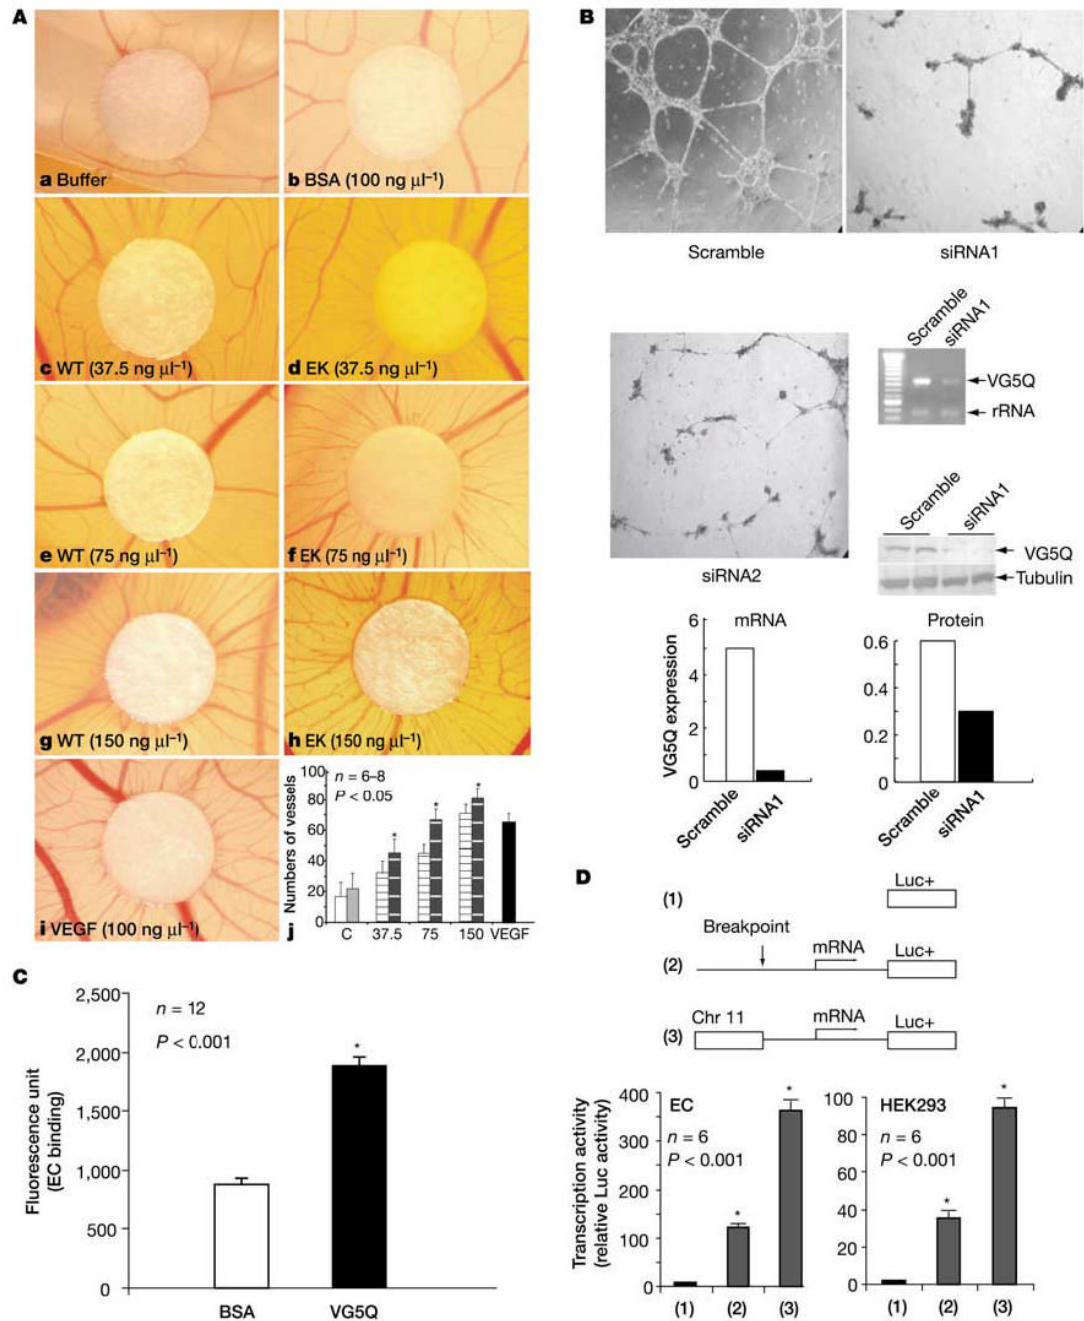 A
a Buffer
b BSA (100 ng µl⁻¹)
c WT (37.5 ng µl⁻¹)
d EK (37.5 ng µl⁻¹)
e WT (75 ng µl⁻¹)
f EK (75 ng µl⁻¹)
g WT (150 ng µl⁻¹)
h EK (150 ng µl⁻¹)
i VEGF (100 ng µl⁻¹)
j
Numbers of vessels
100
80
60
40
20
0
n = 6–8
P < 0.05
*
*
*
C 37.5 75 150 VEGF
B
Scramble
siRNA1
siRNA2
Scramble
siRNA1
VG5Q
rRNA
Scramble
siRNA1
VG5Q
Tubulin
VG5Q expression
mRNA
6
4
2
0
Scramble
siRNA1
Protein
0.6
0.4
0.2
0
Scramble
siRNA1
C
Fluorescence unit
(EC binding)
2,500
2,000
1,500
1,000
500
0
n = 12
P < 0.001
*
BSA VG5Q
D
(1)
Luc+
Breakpoint
(2)
mRNA
Luc+
(3)
Chr 11
mRNA
Luc+
Transcription activity
(relative Luc activity)
400
300
200
100
0
EC
n = 6
P < 0.001
*
*
(1) (2) (3)
100
80
60
40
20
0
HEK293
n = 6
P < 0.001
*
*
(1) (2) (3)